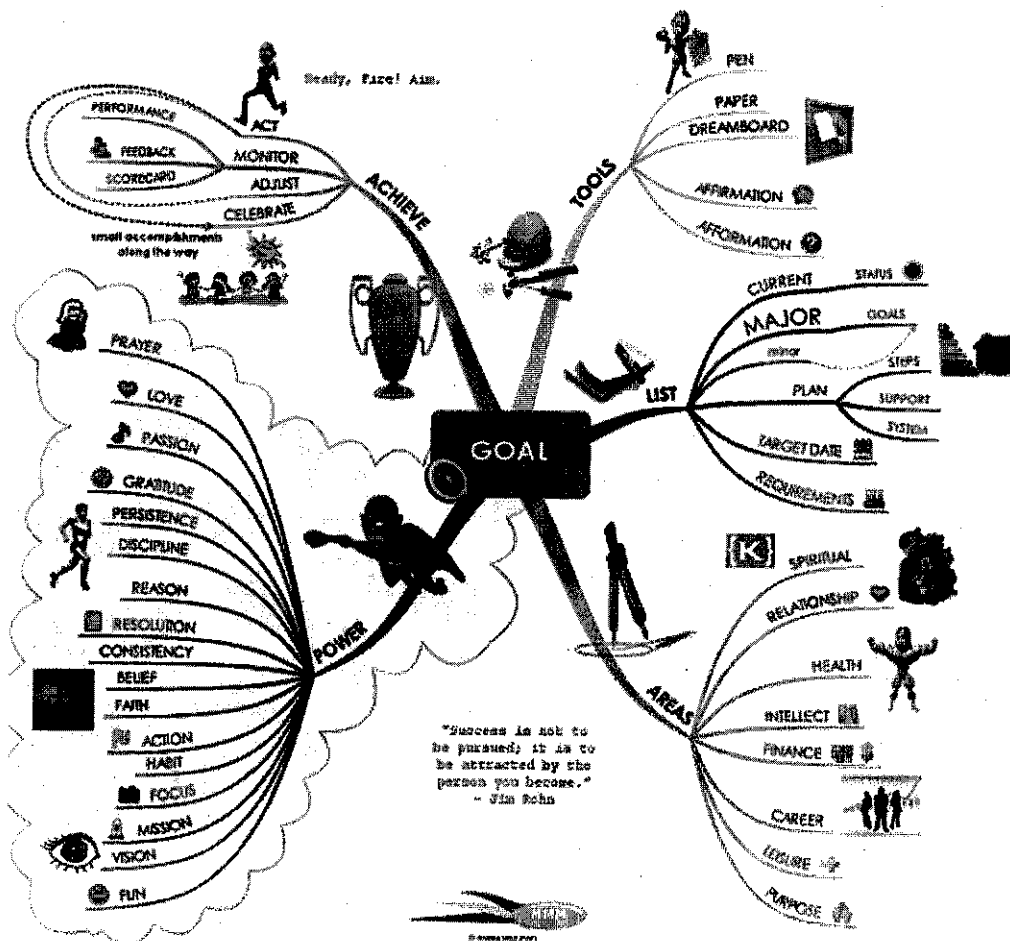 Ready, Fire! Aim.
ACT
PERFORMANCE
FEEDBACK
SCORECARD
MONITOR
ADJUST
CELEBRATE
small accomplishments
along the way
ACHIEVE
TOOLS
PEN
PAPER
DREAMBOARD
AFFIRMATION
AFFORMATION
LIST
CURRENT
STATUS
MAJOR
GOALS
minor
PLAN
STEPS
SUPPORT
SYSTEM
TARGET DATE
REQUIREMENTS
GOAL
POWER
PRAYER
LOVE
PASSION
GRATITUDE
PERSISTENCE
DISCIPLINE
REASON
RESOLUTION
CONSISTENCY
BELIEF
FAITH
ACTION
HABIT
FOCUS
MISSION
VISION
FUN
AREAS
K
SPIRITUAL
RELATIONSHIP
HEALTH
INTELLECT
FINANCE
CAREER
LEISURE
PURPOSE
"Success is not to
be pursued; it is to
be attracted by the
person you become."
~ Jim Rohn